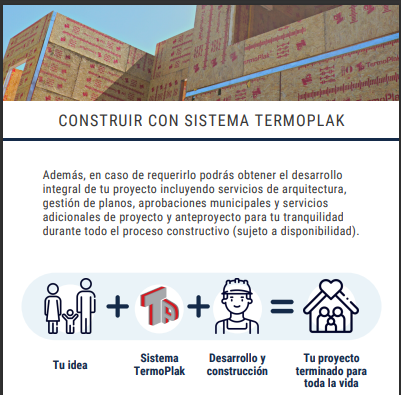 TermoPlak
CONSTRUIR CON SISTEMA TERMOPLAK
Además, en caso de requerirlo podrás obtener el desarrollo
integral de tu proyecto incluyendo servicios de arquitectura,
gestión de planos, aprobaciones municipales y servicios
adicionales de proyecto y anteproyecto para tu tranquilidad
durante todo el proceso constructivo (sujeto a disponibilidad).
+ + =
Tu idea
Sistema
TermoPlak
Desarrollo y
construcción
Tu proyecto
terminado para
toda la vida